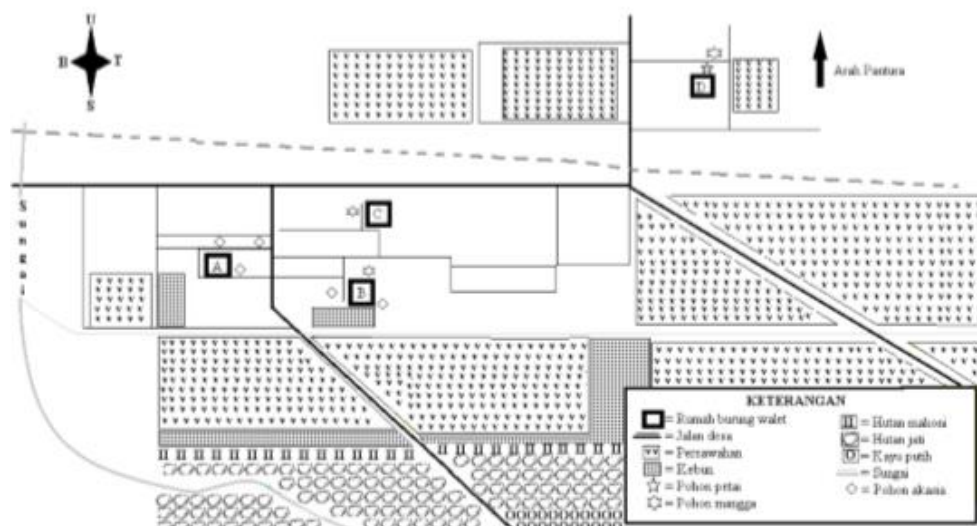 U
B T
S
Arah Pantura
D
Sungai
C
A
B
KETERANGAN
= Rumah burung walet
= Jalan desa
= Persawahan
= Kebun
= Pohon petai
= Pohon mangga
= Hutan mahoni
= Hutan jati
= Kayu putih
= Sungai
= Pohon akasia